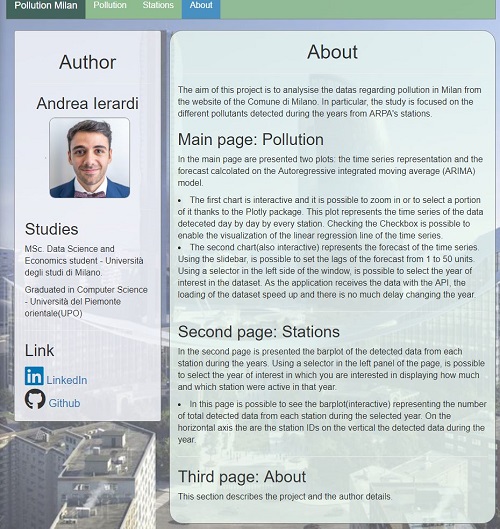 Pollution Milan
Pollution
Stations
About
Author
Andrea Ierardi
Studies
MSc. Data Science and
Economics student - Università
degli studi di Milano.
Graduated in Computer Science
- Università del Piemonte
orientale(UPO)
Link
LinkedIn
Github
About
The aim of this project is to analysise the datas regarding pollution in Milan from
the website of the Comune di Milano. In particular, the study is focused on the
different pollutants detected during the years from ARPA's stations.
Main page: Pollution
In the main page are presented two plots: the time series representation and the
forecast calcolated on the Autoregressive integrated moving average (ARIMA)
model.
• The first chart is interactive and it is possible to zoom in or to select a portion
of it thanks to the Plotly package. This plot represents the time series of the data
detecoted day by day by every station. Checking the Checkbox is possible to
enable the visualization of the linear regression line of the time series.
• The second chart(also interactive) represents the forecast of the time series.
Using the slidebar, is possible to set the lags of the forecast from 1 to 50 units.
Using a selector in the left side of the window, is possible to select the year of
interest in the dataset. As the application receives the data with the API, the
loading of the dataset speed up and there is no much delay changing the year.
Second page: Stations
In the second page is presented the barplot of the detected data from each
station during the years. Using a selector in the left panel of the page, is possible
to select the year of interest in which you are interested in displaying how much
and which station were active in that year.
• In this page is possible to see the barplot(interactive) representing the number
of total detected data from each station during the selected year. On the
horizontal axis the are the station IDs on the vertical the detected data during the
year.
Third page: About
This section describes the project and the author details.